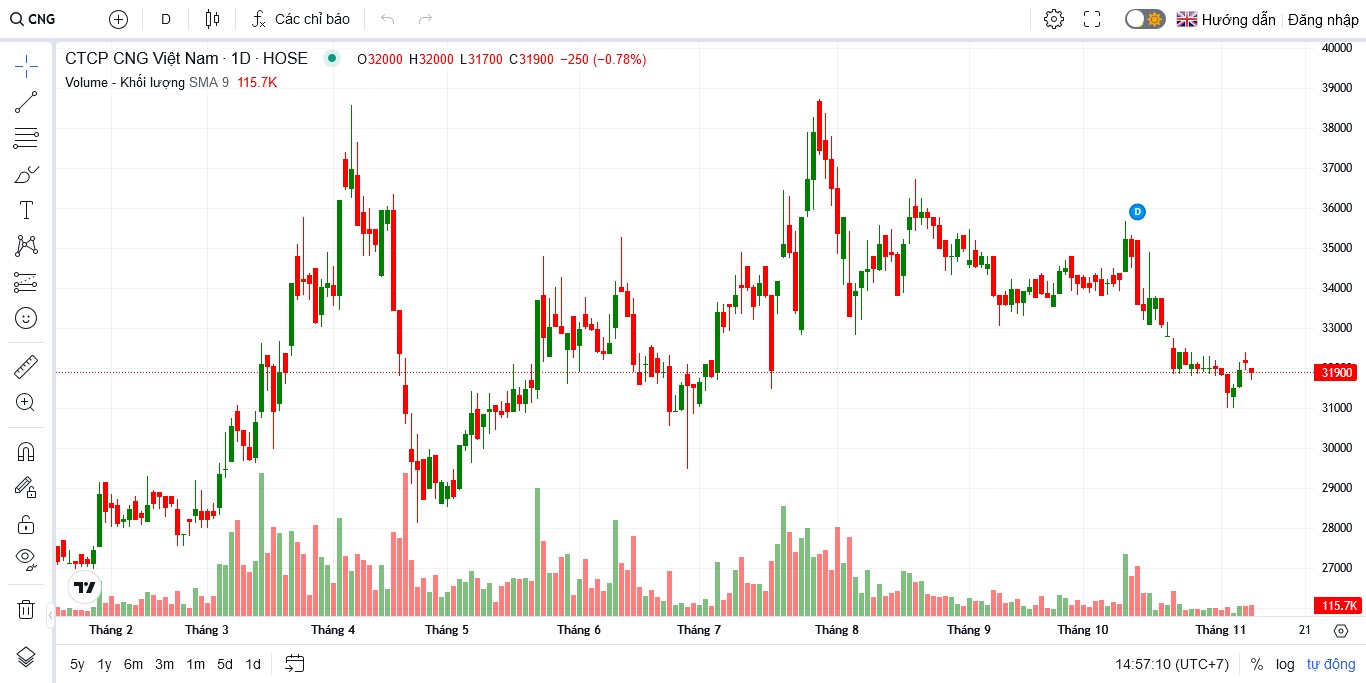 CNG D Các chỉ báo Hướng dẫn Đăng nhập
CTCP CNG Việt Nam · 1D · HOSE O32000 H32000 L31700 C31900 −250 (−0.78%)
Volume - Khối lượng SMA 9 115.7K
40000
39000
38000
37000
36000
D
35000
34000
33000
31900
31000
30000
29000
28000
27000
115.7K
Tháng 2 Tháng 3 Tháng 4 Tháng 5 Tháng 6 Tháng 7 Tháng 8 Tháng 9 Tháng 10 Tháng 11 21
5y 1y 6m 3m 1m 5d 1d 14:57:10 (UTC+7) % log tự động